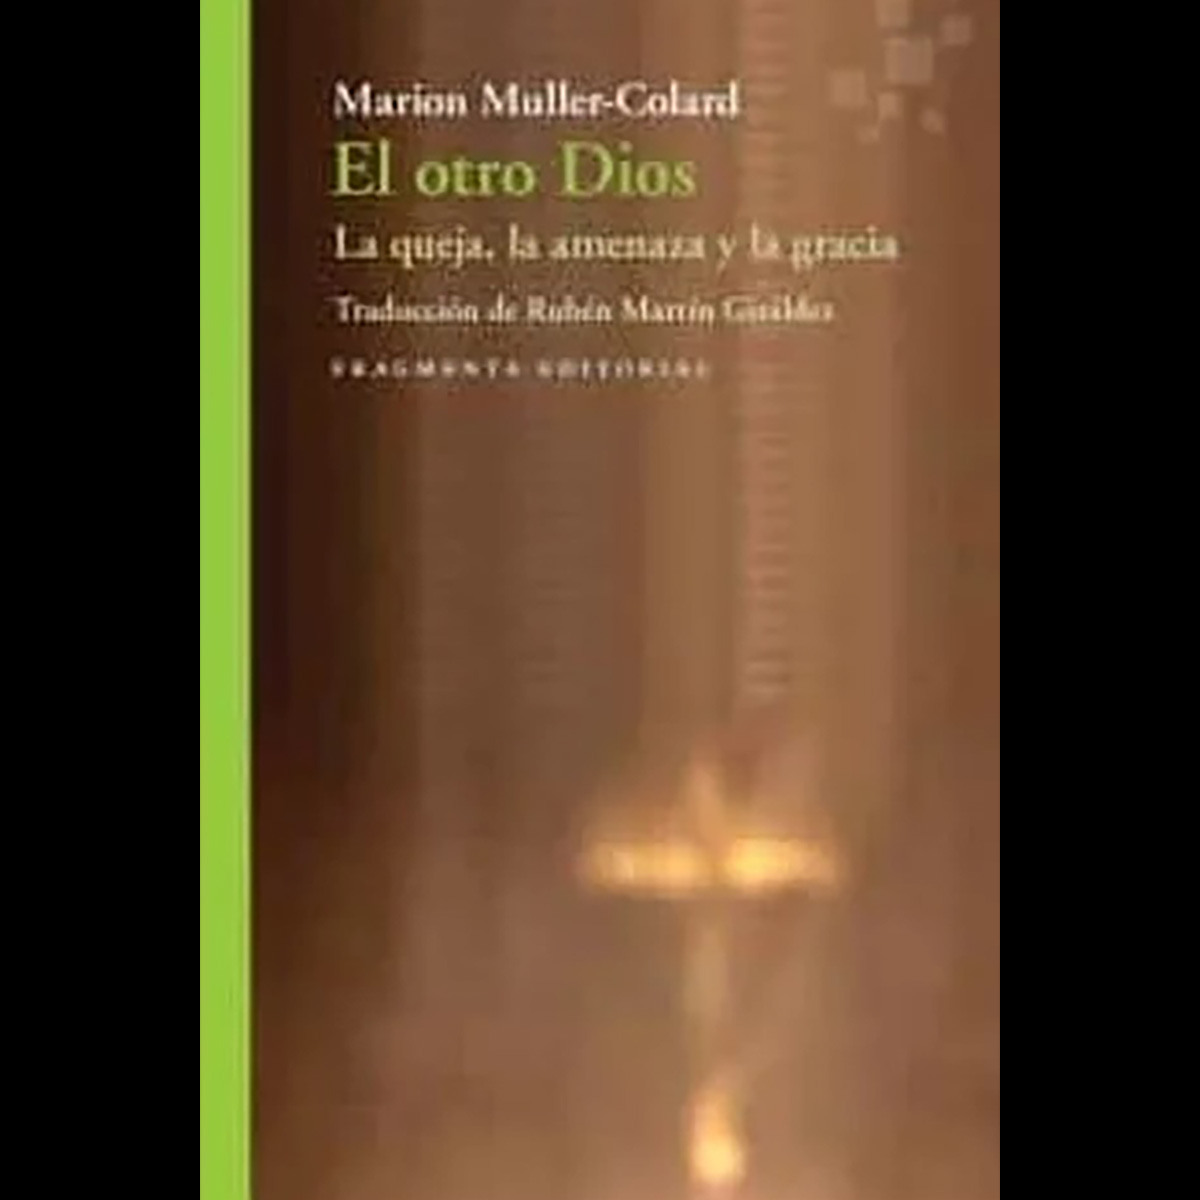 Marion Muller-Colard
El otro Dios
La queja, la amenaza y la gracia
Traducción de Rubén Martín Giráldez
FRAGMENTA EDITORIAL